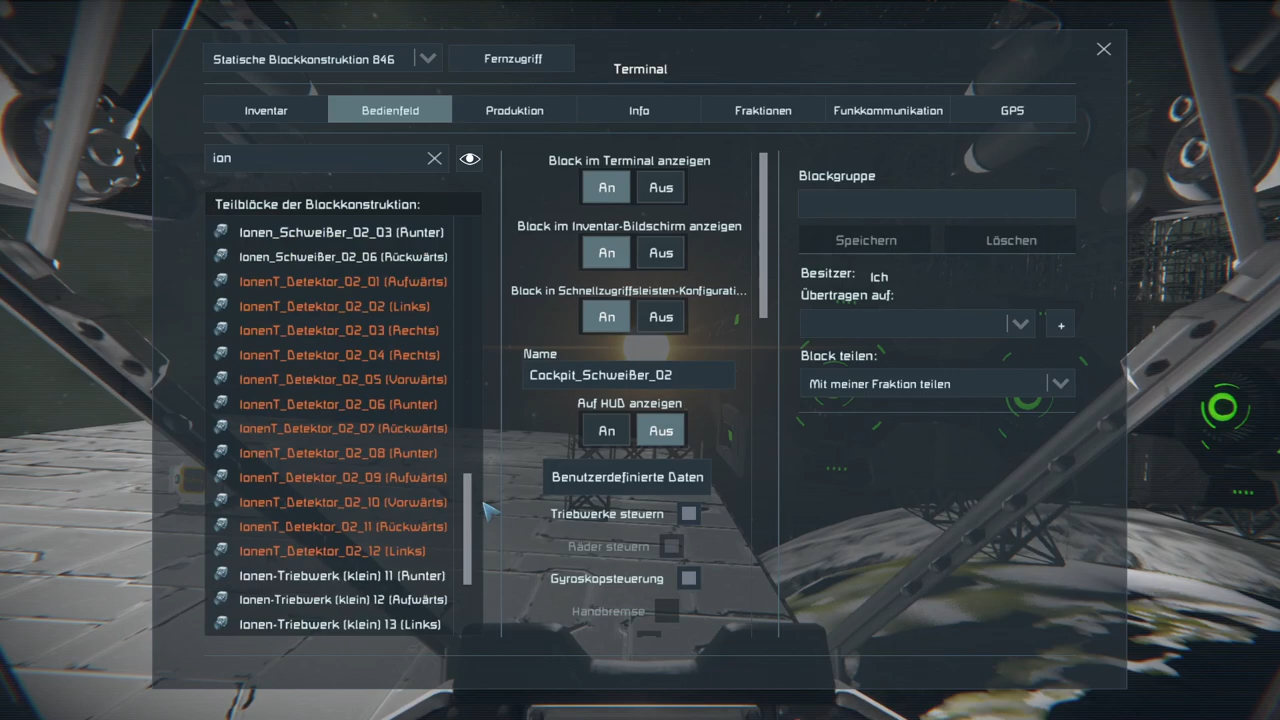 Statische Blockkonstruktion 846
Fernzugriff
Terminal
Inventar
Bedienfeld
Produktion
Info
Fraktionen
Funkkommunikation
GPS
ion
Teilblöcke der Blockkonstruktion:
Ionen_Schweißer_02_03 (Runter)
Ionen_Schweißer_02_06 (Rückwärts)
IonenT_Detektor_02_01 (Aufwärts)
IonenT_Detektor_02_02 (Links)
IonenT_Detektor_02_03 (Rechts)
IonenT_Detektor_02_04 (Rechts)
IonenT_Detektor_02_05 (Vorwärts)
IonenT_Detektor_02_06 (Runter)
IonenT_Detektor_02_07 (Rückwärts)
IonenT_Detektor_02_08 (Runter)
IonenT_Detektor_02_09 (Aufwärts)
IonenT_Detektor_02_10 (Vorwärts)
IonenT_Detektor_02_11 (Rückwärts)
IonenT_Detektor_02_12 (Links)
Ionen-Triebwerk (klein) 11 (Runter)
Ionen-Triebwerk (klein) 12 (Aufwärts)
Ionen-Triebwerk (klein) 13 (Links)
Block im Terminal anzeigen
An Aus
Block im Inventar-Bildschirm anzeigen
An Aus
Block in Schnellzugriffsleisten-Konfigurati...
An Aus
Name
Cockpit_Schweißer_02
Auf HUD anzeigen
An Aus
Benutzerdefinierte Daten
Triebwerke steuern
Räder steuern
Gyroskopsteuerung
Handbremse
Blockgruppe
Speichern
Löschen
Besitzer: Ich
Übertragen auf:
+
Block teilen:
Mit meiner Fraktion teilen